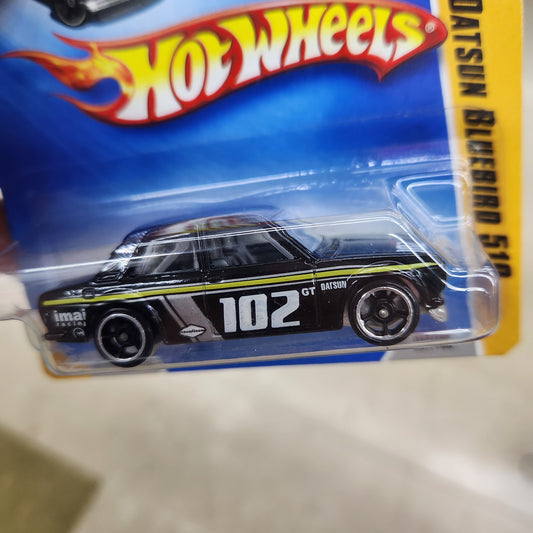 HOT WHEELS
DATSUN BLUEBIRD 510
102
GT
DATSUN
imai
racing